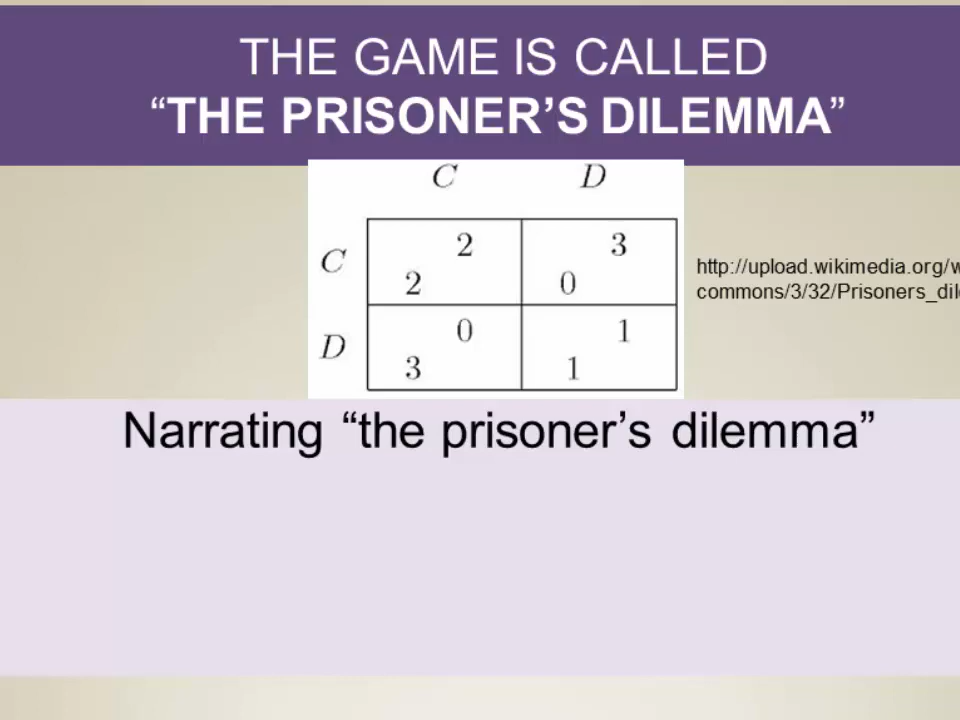 THE GAME IS CALLED
“THE PRISONER’S DILEMMA”
C D
2 3
C
2 0
0 1
D
3 1
http://upload.wikimedia.org/
commons/3/32/Prisoners_
Narrating “the prisoner’s dilemma”